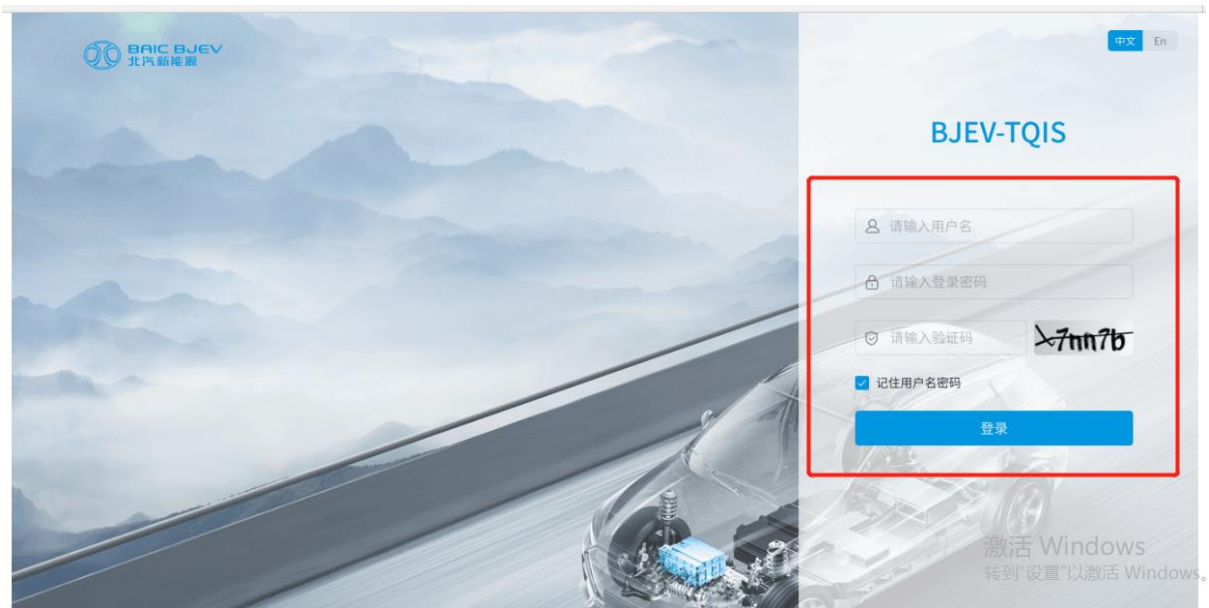 BAIC BJEV
北汽新能源
中文 En
BJEV-TQIS
请输入用户名
请输入登录密码
请输入验证码
记住用户名密码
登录
激活 Windows
转到"设置"以激活 Windows。